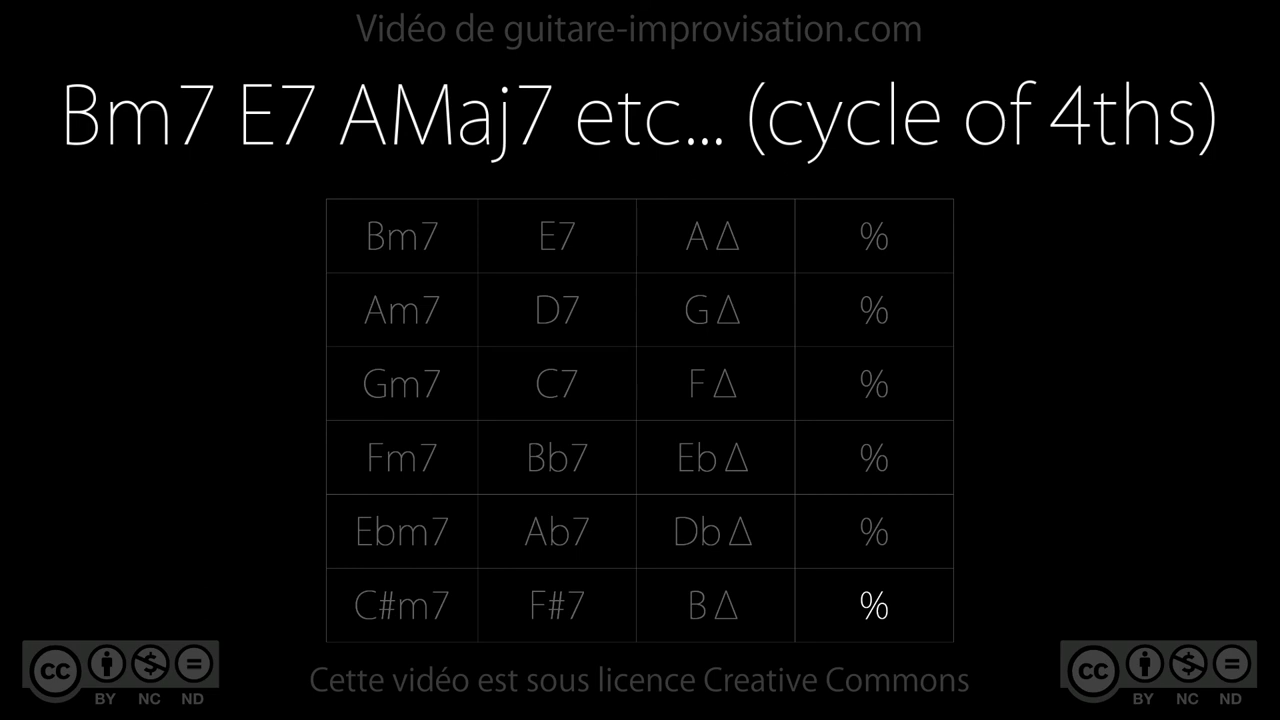 Vidéo de guitare-improvisation.com
Bm7 E7 AMaj7 etc... (cycle of 4ths)
Bm7 E7 A Δ %
Am7 D7 G Δ %
Gm7 C7 F Δ %
Fm7 Bb7 Eb Δ %
Ebm7 Ab7 Db Δ %
C#m7 F#7 B Δ %
cc BY NC ND
Cette vidéo est sous licence Creative Commons
cc BY NC ND